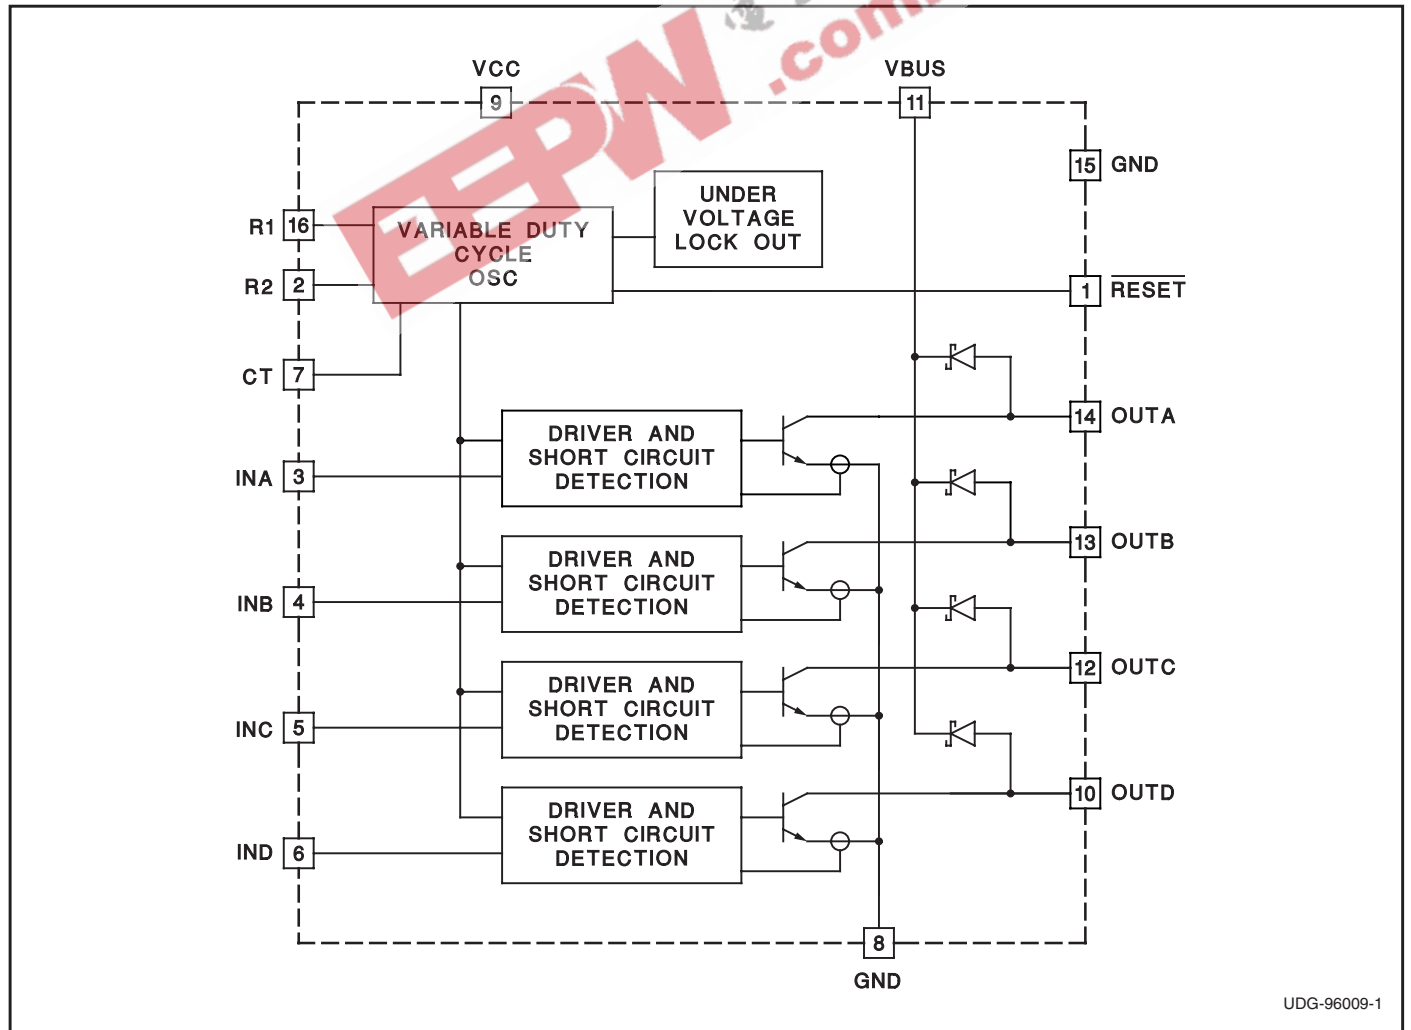 EEPW
.com
VCC
VBUS
9
11
15 GND
UNDER
VOLTAGE
LOCK OUT
R1 16
VARIABLE DUTY
CYCLE
OSC
R2 2
1 RESET
CT 7
14 OUTA
DRIVER AND
SHORT CIRCUIT
DETECTION
INA 3
13 OUTB
DRIVER AND
SHORT CIRCUIT
DETECTION
INB 4
12 OUTC
DRIVER AND
SHORT CIRCUIT
DETECTION
INC 5
10 OUTD
DRIVER AND
SHORT CIRCUIT
DETECTION
IND 6
8
GND
UDG-96009-1